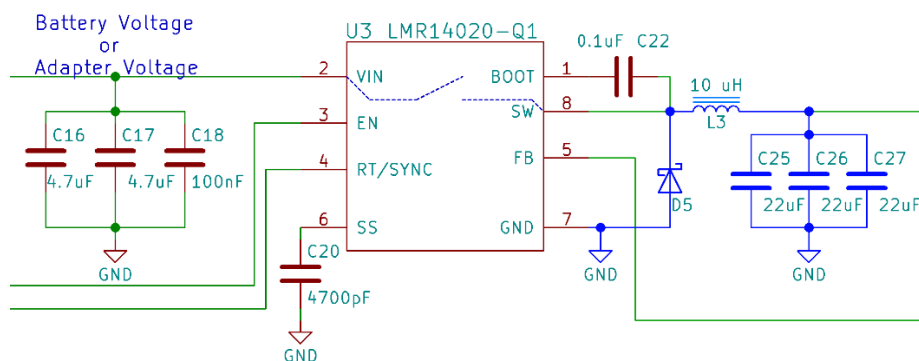 Battery Voltage
or
Adapter Voltage
U3 LMR14020-Q1
0.1uF C22
10 uH
L3
2 VIN
BOOT 1
SW 8
3 EN
C16
C17
C18
4.7uF
4.7uF
100nF
4 RT/SYNC
FB 5
C25
C26
C27
22uF
22uF
22uF
D5
6 SS
GND 7
C20
4700pF
GND
GND
GND
GND